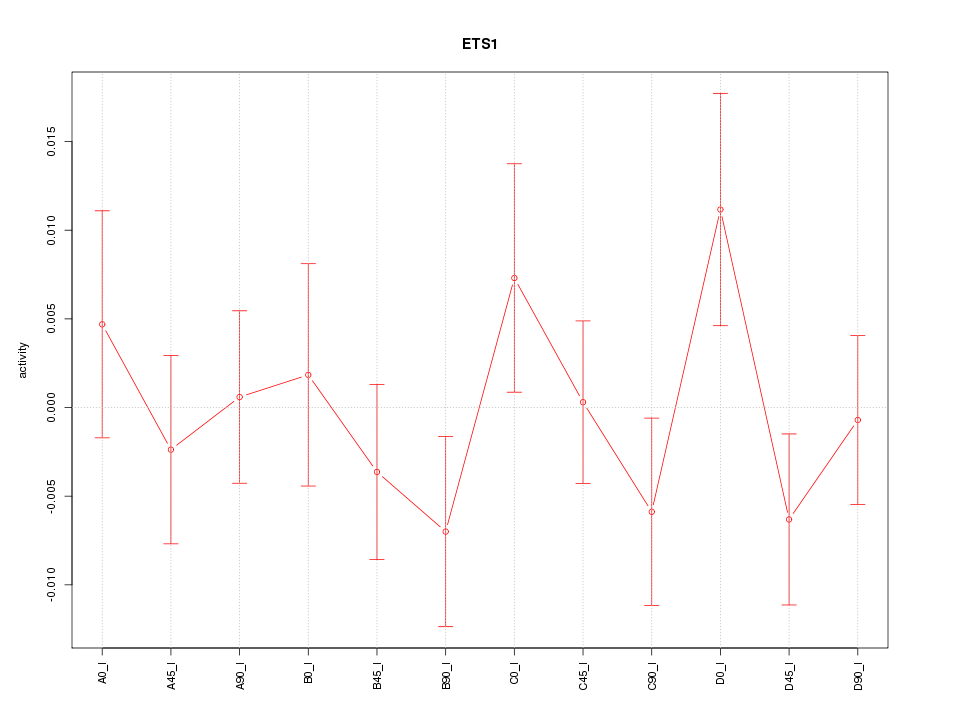 ETS1
activity
0.015
0.010
0.005
0.000
-0.005
-0.010
A0_I
A45_I
A90_I
B0_I
B45_I
B90_I
C0_I
C45_I
C90_I
D0_I
D45_I
D90_I